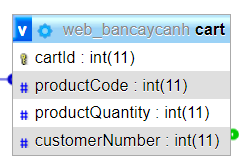 v web_bancaycanh cart
cartId : int(11)
# productCode : int(11)
# productQuantity : int(11)
# customerNumber : int(11)